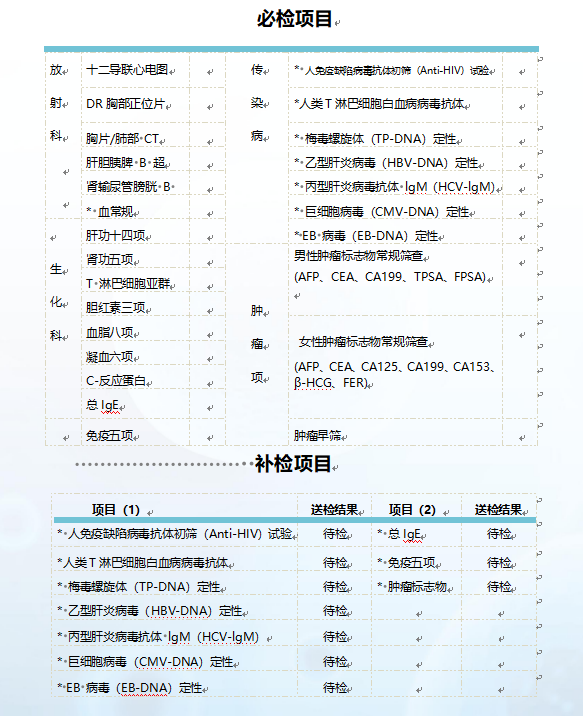 必检项目
放
射
科
十二导联心电图
DR 胸部正位片
胸片/肺部 CT
肝胆胰脾 B 超
肾输尿管膀胱 B
* 血常规
生
化
科
肝功十四项
肾功五项
T 淋巴细胞亚群
胆红素三项
血脂八项
凝血六项
C-反应蛋白
总 IgE
免疫五项
传
染
病
* 人免疫缺陷病毒抗体初筛（Anti-HIV）试验
*人类 T 淋巴细胞白血病病毒抗体
* 梅毒螺旋体（TP-DNA）定性
* 乙型肝炎病毒（HBV-DNA）定性
* 丙型肝炎病毒抗体 lgM（HCV-lgM）
* 巨细胞病毒（CMV-DNA）定性
*EB 病毒（EB-DNA）定性
肿
瘤
项
男性肿瘤标志物常规筛查
(AFP、CEA、CA199、TPSA、FPSA)
女性肿瘤标志物常规筛查
(AFP、CEA、CA125、CA199、CA153、
β-HCG、FER)
肿瘤早筛
补检项目
项目（1） 送检结果 项目（2） 送检结果
* 人免疫缺陷病毒抗体初筛（Anti-HIV）试验 待检 * 总 IgE 待检
*人类 T 淋巴细胞白血病病毒抗体 待检 * 免疫五项 待检
* 梅毒螺旋体（TP-DNA）定性 待检 * 肿瘤标志物 待检
* 乙型肝炎病毒（HBV-DNA）定性 待检
* 丙型肝炎病毒抗体 lgM（HCV-lgM） 待检
* 巨细胞病毒（CMV-DNA）定性 待检
* EB 病毒（EB-DNA）定性 待检